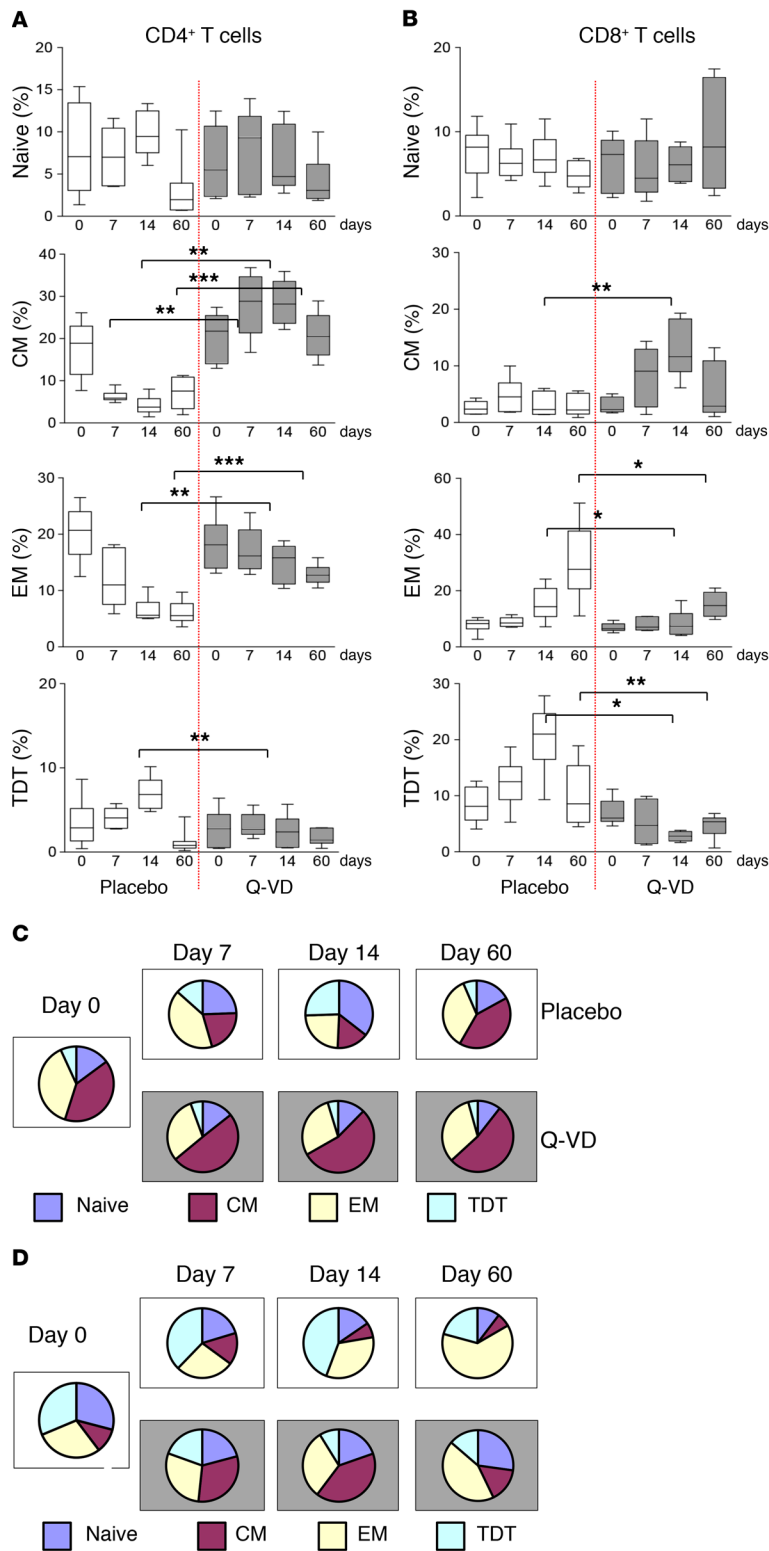 A
CD4+ T cells
Naive (%)
20
15
10
5
0
0 7 14 60 0 7 14 60 days
CM (%)
40
30
20
10
0
**
***
**
0 7 14 60 0 7 14 60 days
EM (%)
30
20
10
0
***
**
0 7 14 60 0 7 14 60 days
TDT (%)
20
10
0
**
0 7 14 60 0 7 14 60 days
Placebo Q-VD
B
CD8+ T cells
Naive (%)
20
15
10
5
0
0 7 14 60 0 7 14 60 days
CM (%)
30
20
10
0
**
0 7 14 60 0 7 14 60 days
EM (%)
60
40
20
0
*
*
0 7 14 60 0 7 14 60 days
TDT (%)
30
20
10
0
**
*
0 7 14 60 0 7 14 60 days
Placebo Q-VD
C
Day 7 Day 14 Day 60
Day 0
Placebo
Q-VD
Naive CM EM TDT
D
Day 7 Day 14 Day 60
Day 0
Naive CM EM TDT